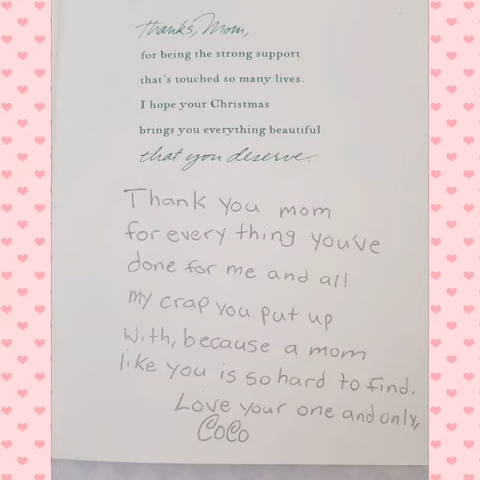 Thanks, Mom,
for being the strong support
that's touched so many lives.
I hope your Christmas
brings you everything beautiful
that you deserve.
Thank you mom
for every thing you've
done for me and all
my crap you put up
with, because a mom
like you is so hard to find.
Love your one and only,
CoCo